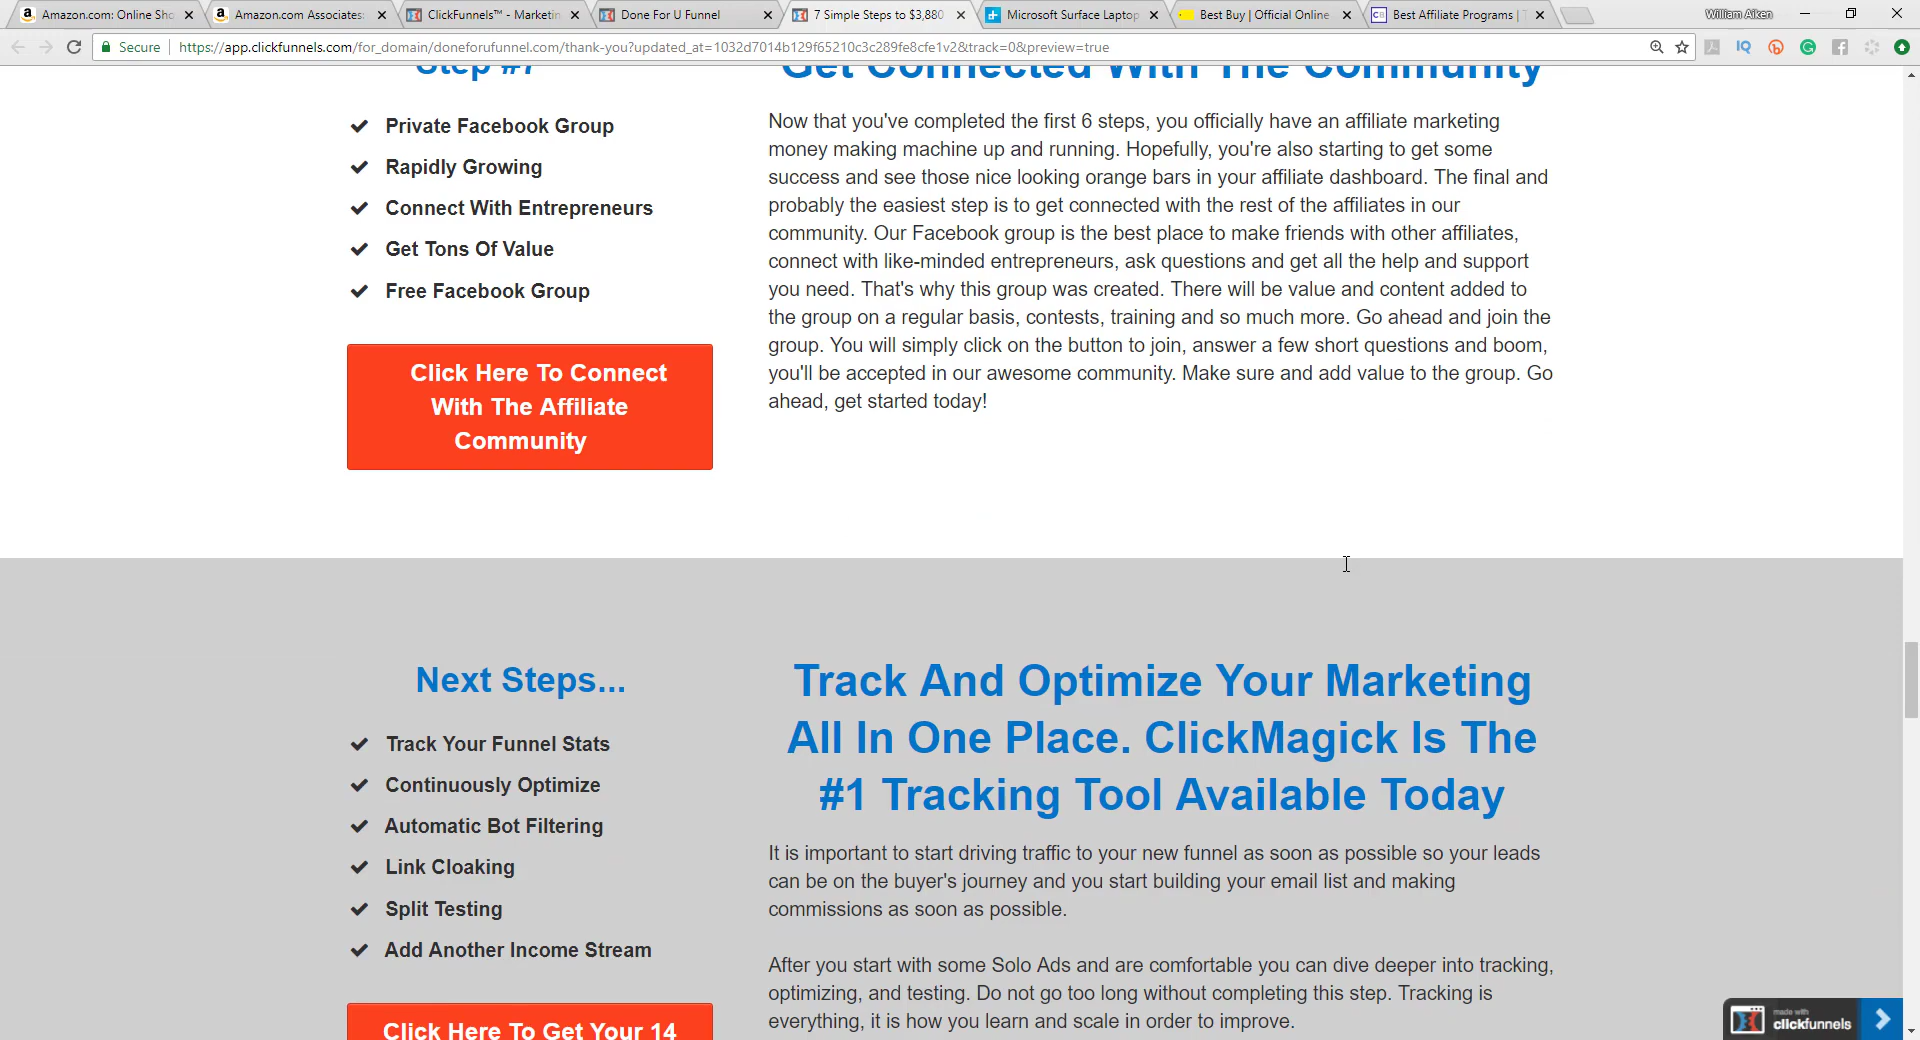 Amazon.com: Online Sho
Amazon.com Associates:
ClickFunnels™ - Marketin
Done For U Funnel
7 Simple Steps to $3,880
Microsoft Surface Laptop
Best Buy | Official Online
Best Affiliate Programs | T
William Aiken
Secure
https://app.clickfunnels.com/for_domain/doneforufunnel.com/thank-you?updated_at=1032d7014b129f65210c3c289fe8cfe1v2&track=0&preview=true
Step #7
Private Facebook Group
Rapidly Growing
Connect With Entrepreneurs
Get Tons Of Value
Free Facebook Group
Click Here To Connect
With The Affiliate
Community
Get Connected With The Community
Now that you've completed the first 6 steps, you officially have an affiliate marketing
money making machine up and running. Hopefully, you're also starting to get some
success and see those nice looking orange bars in your affiliate dashboard. The final and
probably the easiest step is to get connected with the rest of the affiliates in our
community. Our Facebook group is the best place to make friends with other affiliates,
connect with like-minded entrepreneurs, ask questions and get all the help and support
you need. That's why this group was created. There will be value and content added to
the group on a regular basis, contests, training and so much more. Go ahead and join the
group. You will simply click on the button to join, answer a few short questions and boom,
you'll be accepted in our awesome community. Make sure and add value to the group. Go
ahead, get started today!
Next Steps...
Track Your Funnel Stats
Continuously Optimize
Automatic Bot Filtering
Link Cloaking
Split Testing
Add Another Income Stream
Click Here To Get Your 14
Track And Optimize Your Marketing
All In One Place. ClickMagick Is The
#1 Tracking Tool Available Today
It is important to start driving traffic to your new funnel as soon as possible so your leads
can be on the buyer's journey and you start building your email list and making
commissions as soon as possible.
After you start with some Solo Ads and are comfortable you can dive deeper into tracking,
optimizing, and testing. Do not go too long without completing this step. Tracking is
everything, it is how you learn and scale in order to improve.
made with
clickfunnels